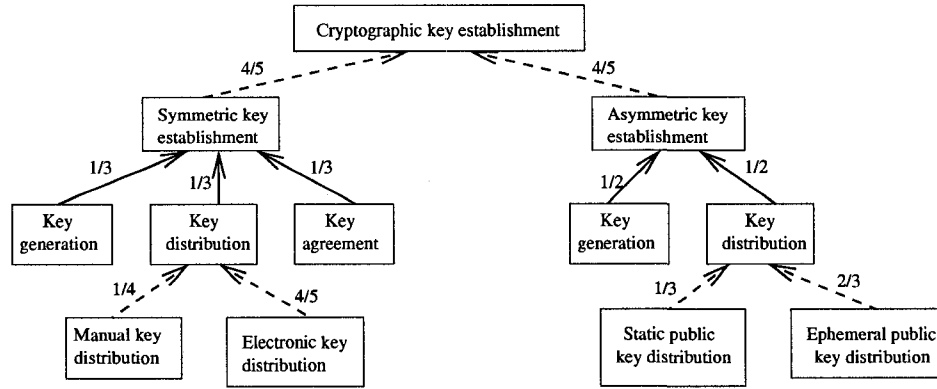 Cryptographic key establishment
4/5
4/5
Symmetric key
establishment
Asymmetric key
establishment
1/3
1/3
1/3
1/2
1/2
Key
generation
Key
distribution
Key
agreement
Key
generation
Key
distribution
1/4
4/5
1/3
2/3
Manual key
distribution
Electronic key
distribution
Static public
key distribution
Ephemeral public
key distribution